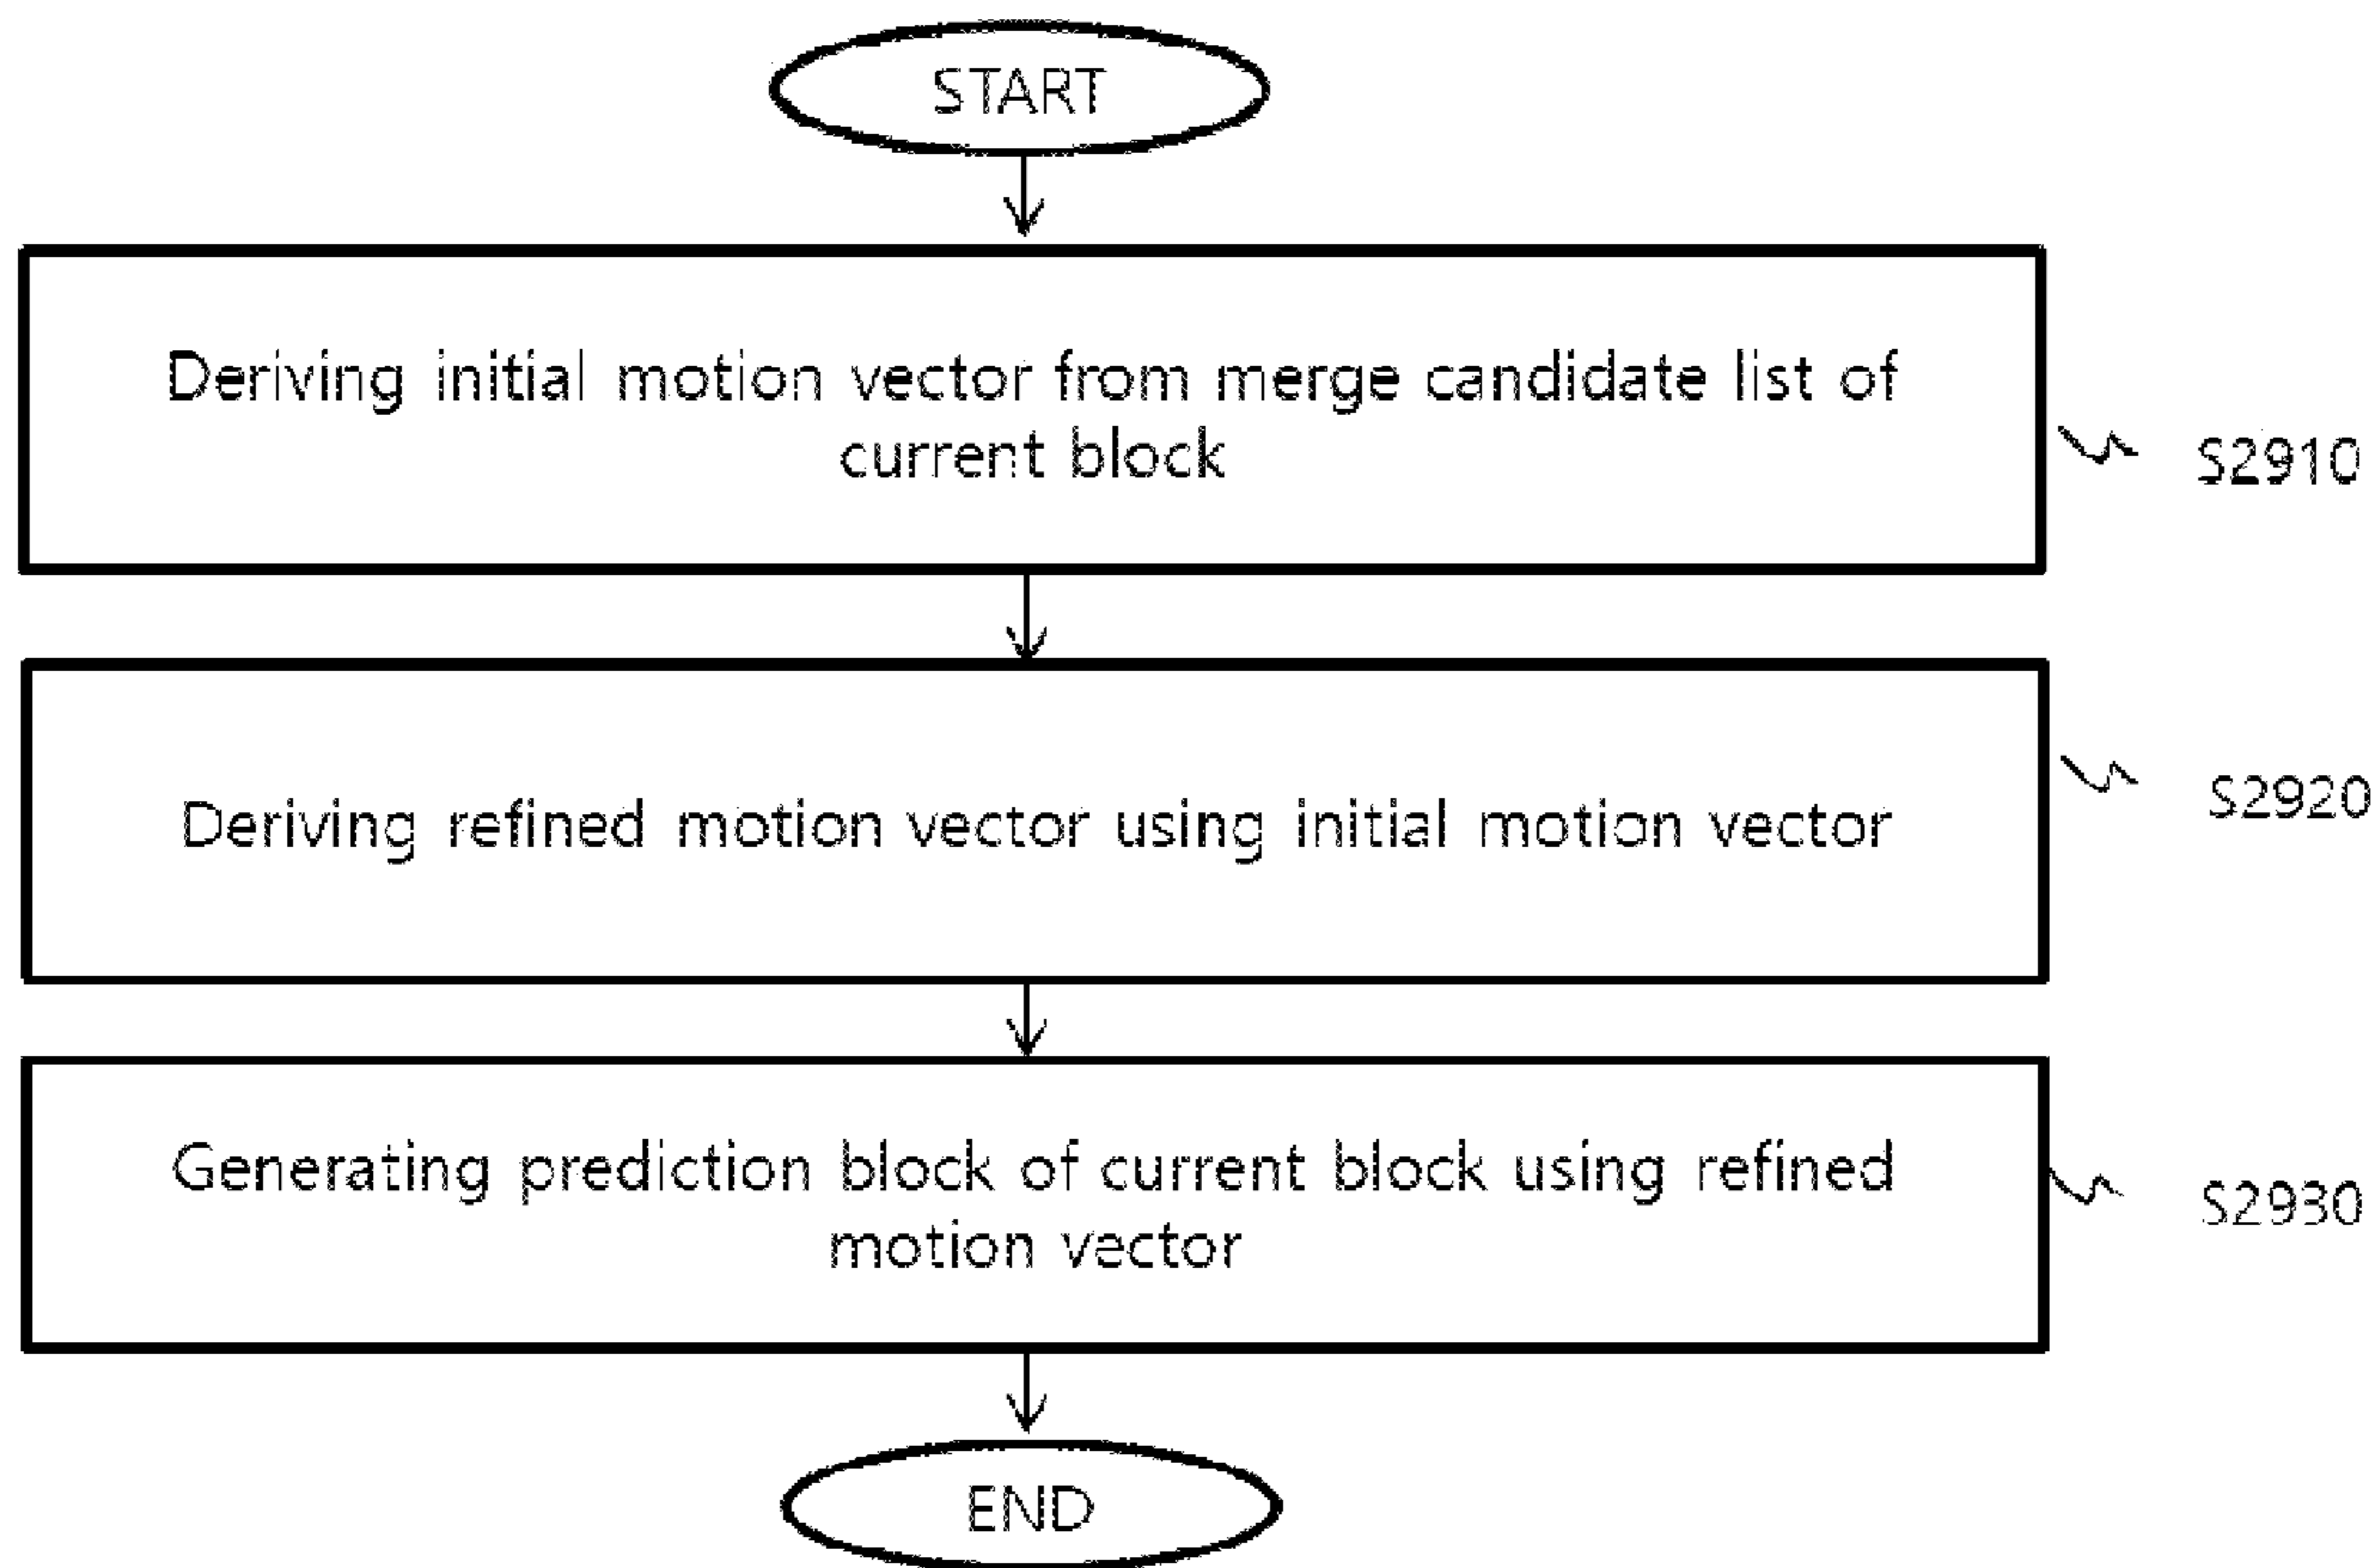 START
Deriving initial motion vector from merge candidate list of
current block
S2910
Deriving refined motion vector using initial motion vector
S2920
Generating prediction block of current block using refined
motion vector
S2930
END